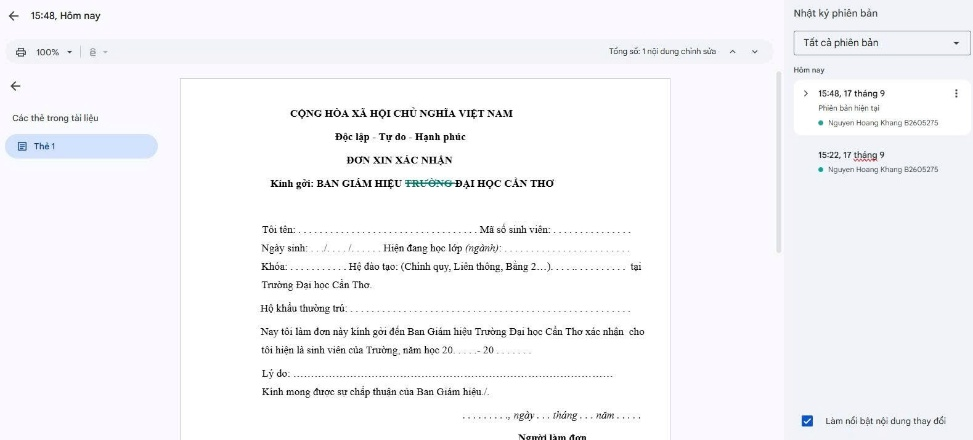 15:48, Hôm nay
100%
Tổng số: 1 nội dung chỉnh sửa
Các thẻ trong tài liệu
Thẻ 1
CỘNG HÒA XÃ HỘI CHỦ NGHĨA VIỆT NAM
Độc lập - Tự do - Hạnh phúc
ĐƠN XIN XÁC NHẬN
Kính gởi: BAN GIÁM HIỆU TRƯỜNG ĐẠI HỌC CẦN THƠ
Tôi tên: . . . . . . . . . . . . . . . . . . . . . . . . . . . . . . . . . . Mã số sinh viên: . . . . . . . . . . . . . . .
Ngày sinh: . . ./. . . . /. . . . . . Hiện đang học lớp (ngành): . . . . . . . . . . . . . . . . . . . . . . . .
Khóa: . . . . . . . . . . . Hệ đào tạo: (Chính quy, Liên thông, Bằng 2…). . . . . . . . . . . . . . . tại
Trường Đại học Cần Thơ.
Hộ khẩu thường trú: . . . . . . . . . . . . . . . . . . . . . . . . . . . . . . . . . . . . . . . . . . . . . . . . . . . . .
Nay tôi làm đơn này kính gởi đến Ban Giám hiệu Trường Đại học Cần Thơ xác nhận cho
tôi hiện là sinh viên của Trường, năm học 20. . . . .- 20 . . . . . . .
Lý do: ………………………………………………………………………………
Kính mong được sự chấp thuận của Ban Giám hiệu./.
. . . . . . . . ., ngày . . . tháng . . . năm . . . . .
Người làm đơn
Nhật ký phiên bản
Tất cả phiên bản
Hôm nay
15:48, 17 tháng 9
Phiên bản hiện tại
Nguyen Hoang Khang B2605275
15:22, 17 tháng 9
Nguyen Hoang Khang B2605275
Làm nổi bật nội dung thay đổi